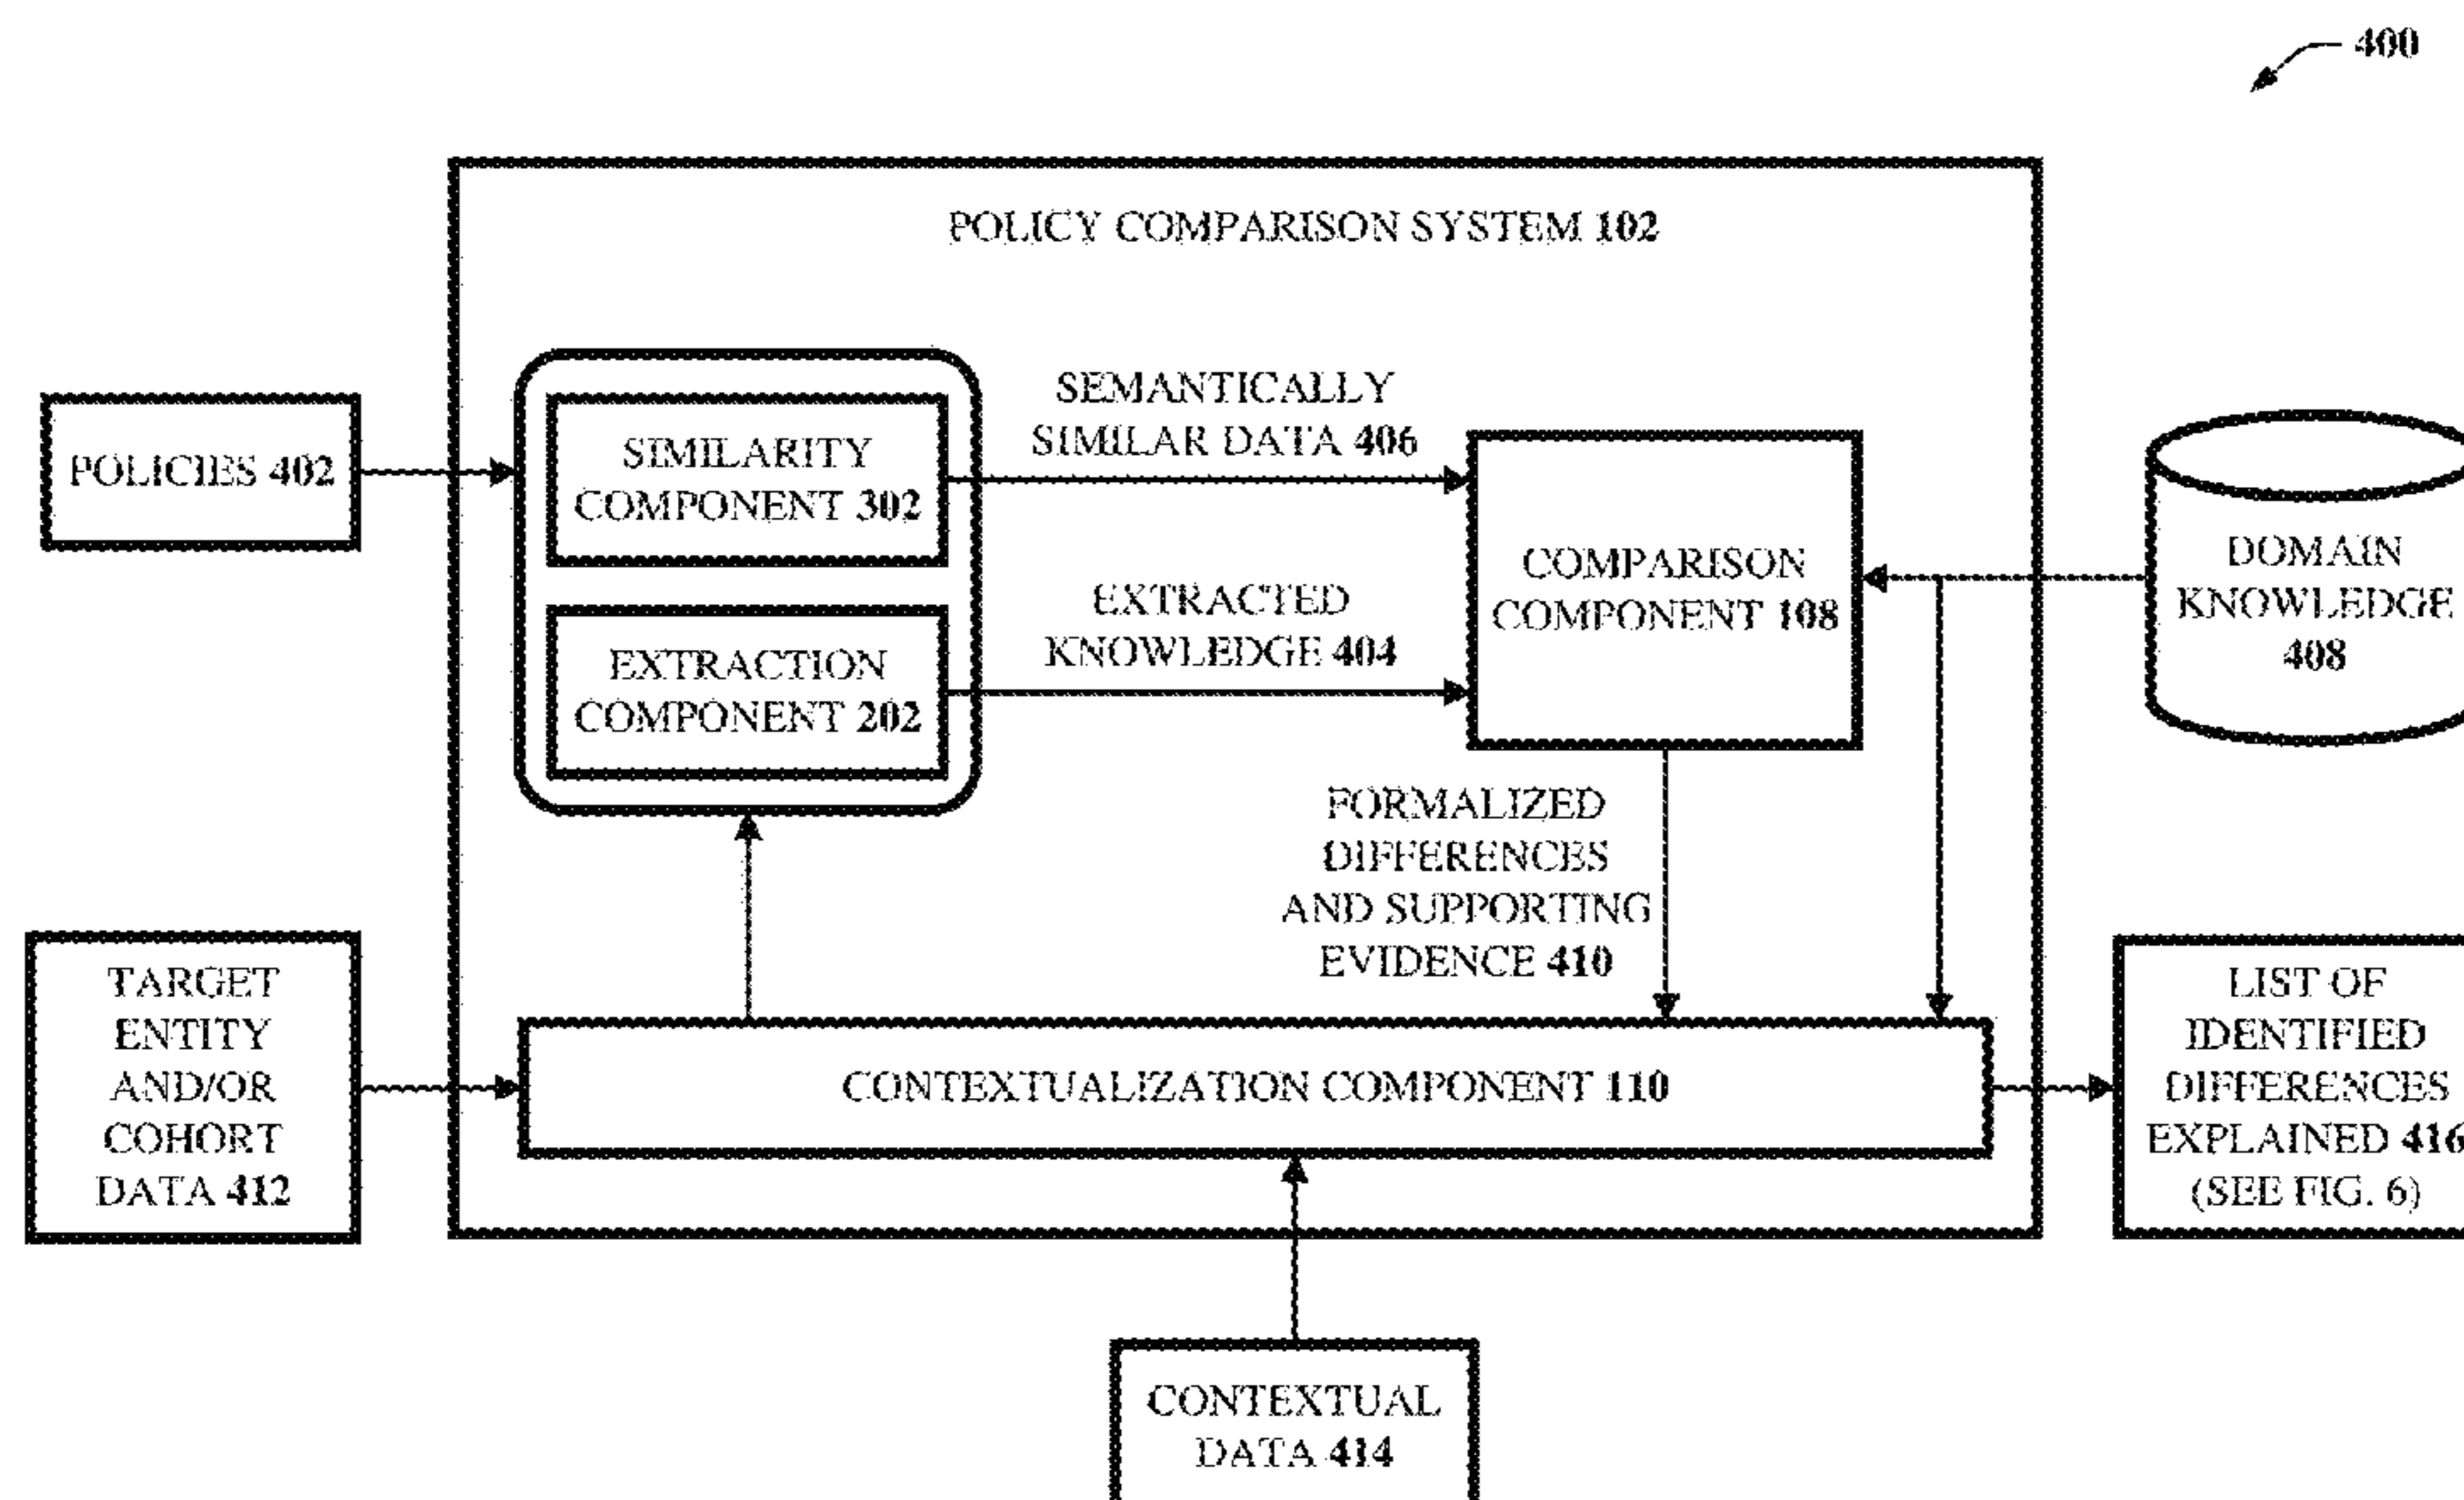 400
POLICY COMPARISON SYSTEM 102
POLICIES 402
SIMILARITY
COMPONENT 302
SEMANTICALLY
SIMILAR DATA 406
EXTRACTION
COMPONENT 202
EXTRACTED
KNOWLEDGE 404
COMPARISON
COMPONENT 108
DOMAIN
KNOWLEDGE
408
FORMALIZED
DIFFERENCES
AND SUPPORTING
EVIDENCE 410
TARGET
ENTITY
AND/OR
COHORT
DATA 412
CONTEXTUALIZATION COMPONENT 110
LIST OF
IDENTIFIED
DIFFERENCES
EXPLAINED 416
(SEE FIG. 6)
CONTEXTUAL
DATA 414